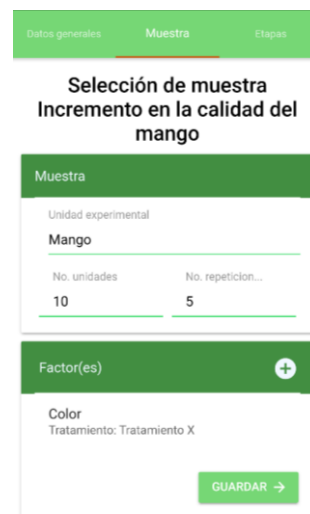 Datos generales Muestra Etapas
Selección de muestra
Incremento en la calidad del
mango
Muestra
Unidad experimental
Mango
No. unidades No. repeticion...
10 5
Factor(es)
Color
Tratamiento: Tratamiento X
GUARDAR →